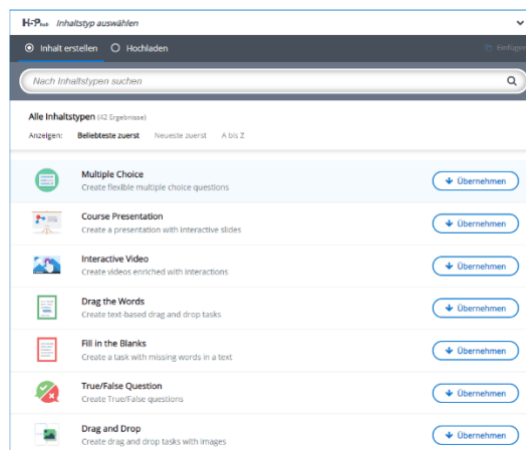 H-5P hub Inhaltstyp auswählen
Inhalt erstellen Hochladen Einfügen
Nach Inhaltstypen suchen
Alle Inhaltstypen (42 Ergebnisse)
Anzeigen: Beliebteste zuerst Neueste zuerst A bis Z
Multiple Choice
Create flexible multiple choice questions
Übernehmen
Course Presentation
Create a presentation with interactive slides
Übernehmen
Interactive Video
Create videos enriched with interactions
Übernehmen
Drag the Words
Create text-based drag and drop tasks
Übernehmen
Fill in the Blanks
Create a task with missing words in a text
Übernehmen
True/False Question
Create True/False questions
Übernehmen
Drag and Drop
Create drag and drop tasks with images
Übernehmen